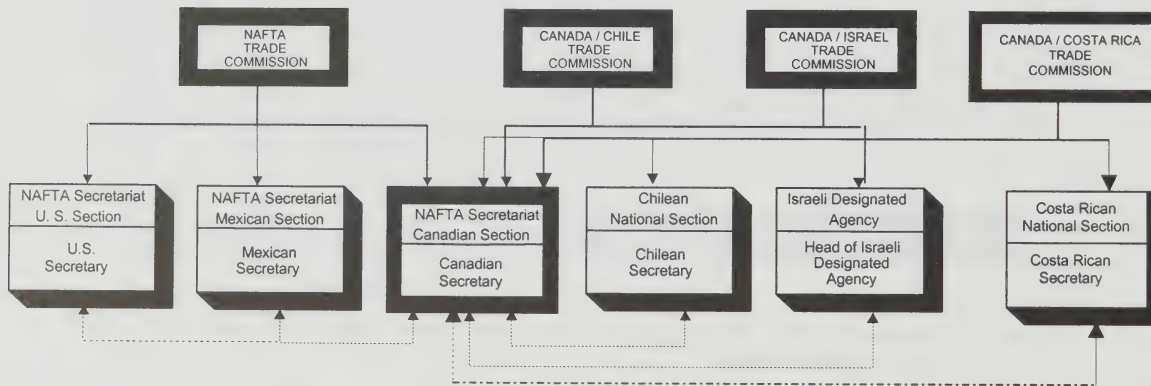 NAFTA
TRADE
COMMISSION
CANADA / CHILE
TRADE
COMMISSION
CANADA / ISRAEL
TRADE
COMMISSION
CANADA / COSTA RICA
TRADE
COMMISSION
NAFTA Secretariat
U. S. Section
U.S.
Secretary
NAFTA Secretariat
Mexican Section
Mexican
Secretary
NAFTA Secretariat
Canadian Section
Canadian
Secretary
Chilean
National Section
Chilean
Secretary
Israeli Designated
Agency
Head of Israeli
Designated
Agency
Costa Rican
National Section
Costa Rican
Secretary